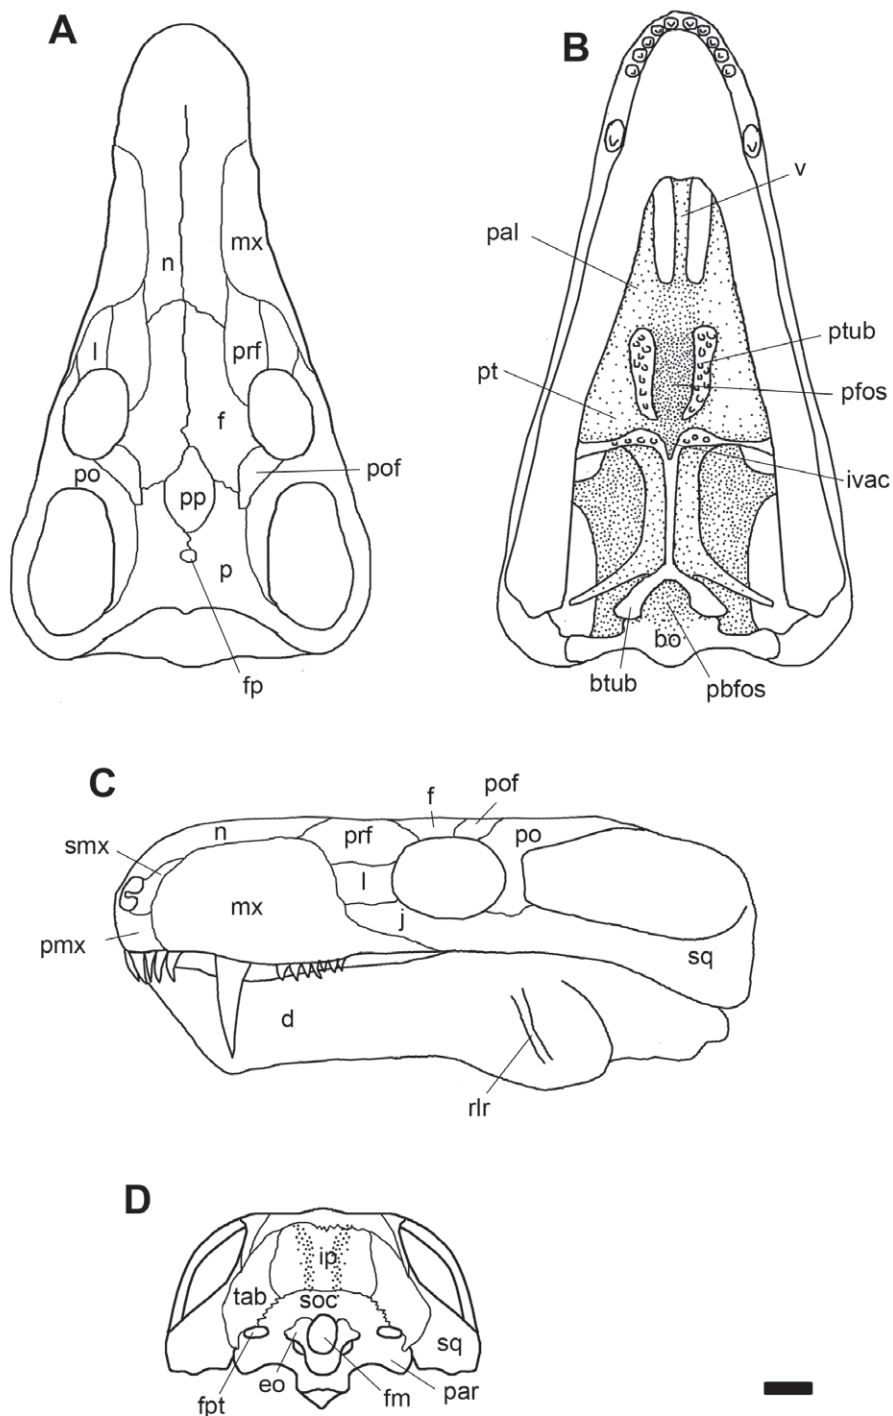 A
n
mx
l
prf
f
po
pof
pp
p
fp
B
v
pal
ptub
pt
pfos
ivac
bo
btub
pbfos
C
f
pof
n
prf
po
smx
l
mx
j
pmx
sq
d
rlr
D
ip
tab
soc
sq
eo
par
fpt
fm